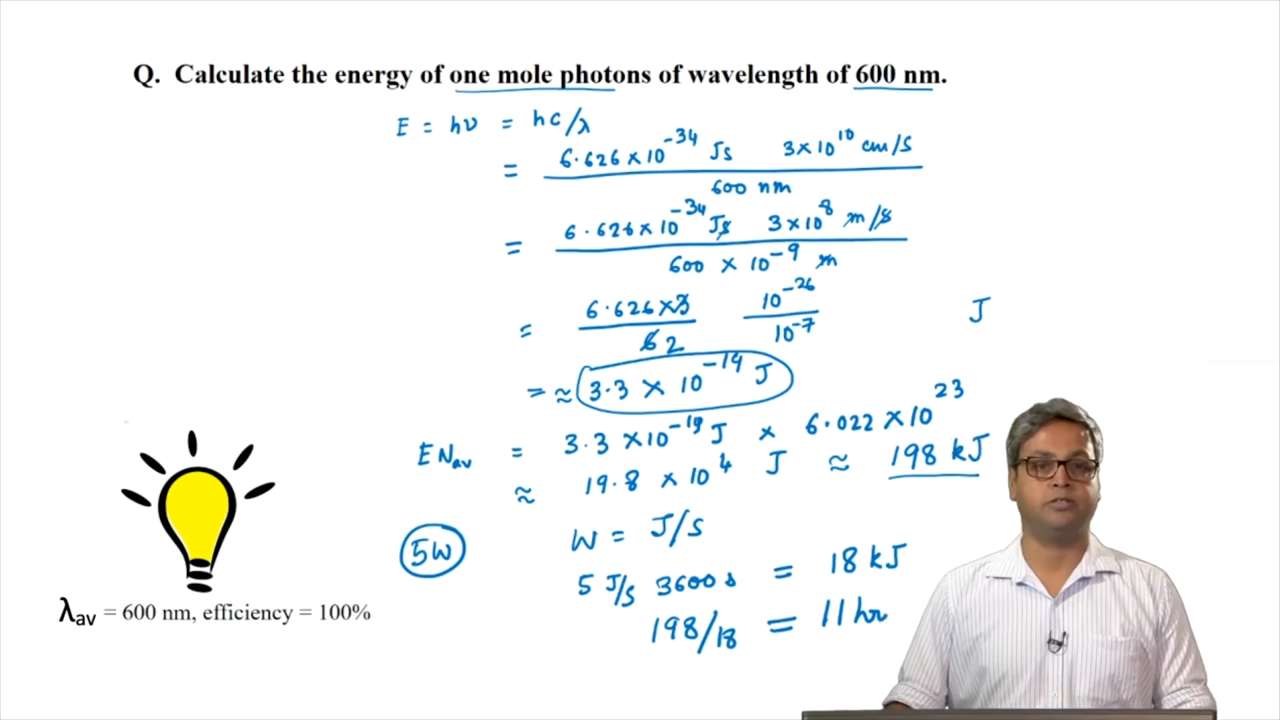 Q. Calculate the energy of one mole photons of wavelength of 600 nm.
E = hν = hc/λ
= 6.626×10^-34 Js 3×10^10 cm/s
600 nm
= 6.626×10^-34 Js 3×10^8 m/s
600 × 10^-9 m
= 6.626×3 10^-26 J
6 2 10^-7
= ≈ 3.3 × 10^-19 J
E Nav = 3.3 ×10^-19 J × 6.022 ×10^23
≈ 19.8 × 10^4 J ≈ 198 kJ
W = J/s
5W
5 J/s 3600 s = 18 kJ
198/18 = 11 hr
λav = 600 nm, efficiency = 100%